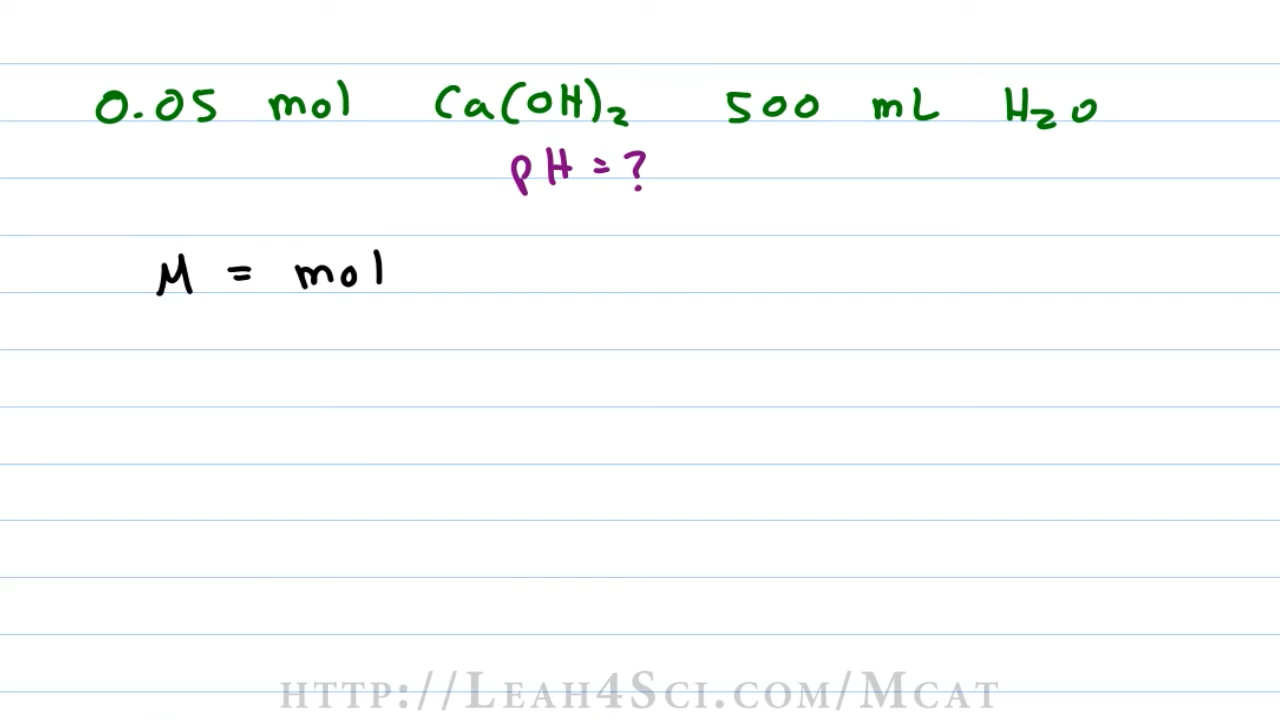 0.05 mol Ca(OH)₂ 500 mL H₂O
pH = ?
M = mol
HTTP://LEAH4SCI.COM/MCAT